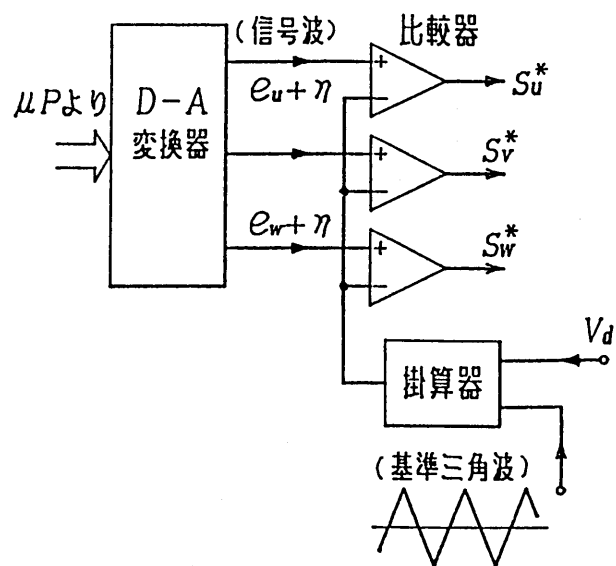 (信号波)
比較器
μPより
D-A
変換器
eu+η
+
−
Su*
+
−
Sv*
ew+η
+
−
Sw*
Vd
掛算器
(基準三角波)